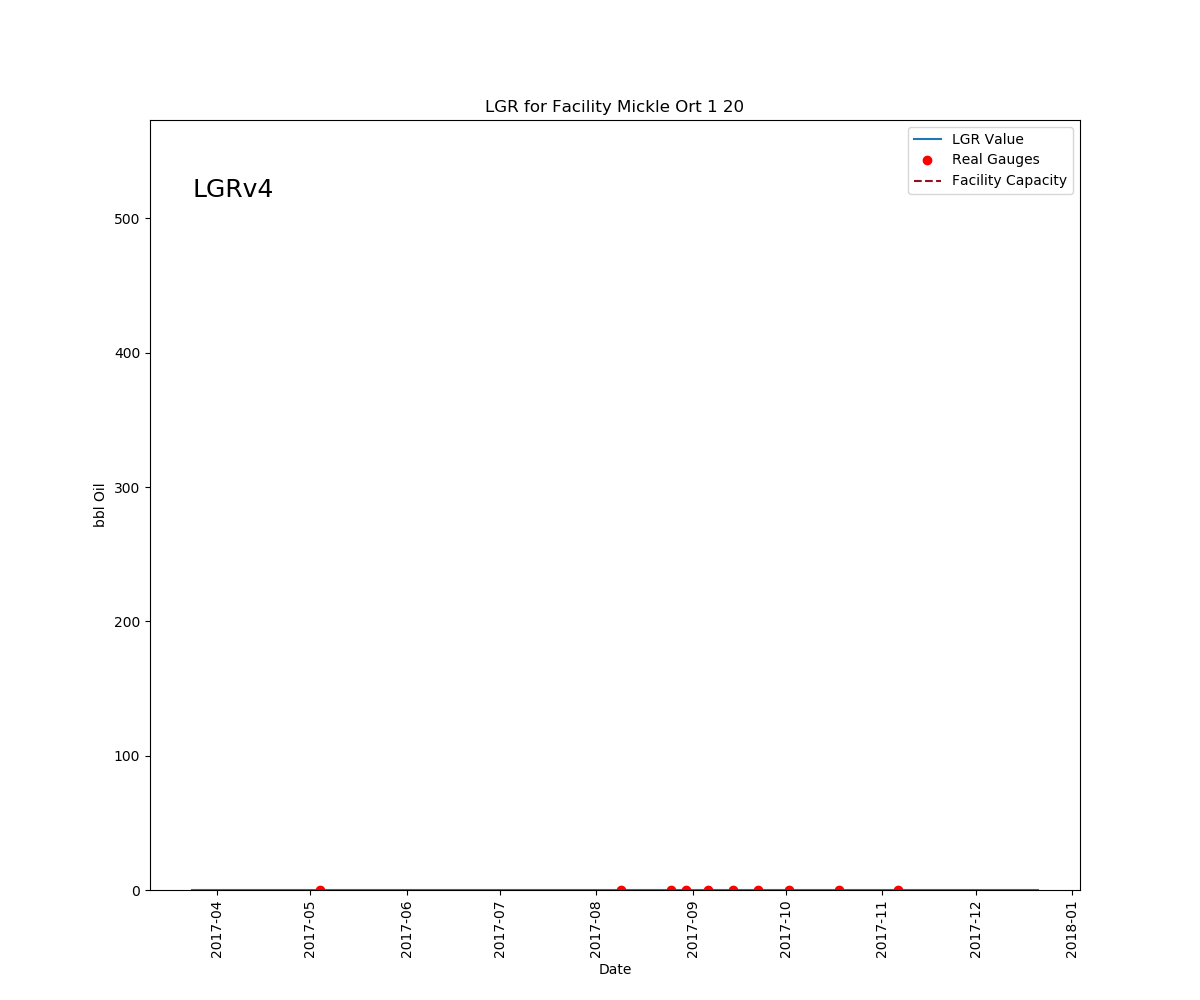 LGR for Facility Mickle Ort 1 20
LGR Value
Real Gauges
Facility Capacity
LGRv4
500
400
300
200
100
0
bbl Oil
2017-04
2017-05
2017-06
2017-07
2017-08
2017-09
2017-10
2017-11
2017-12
2018-01
Date